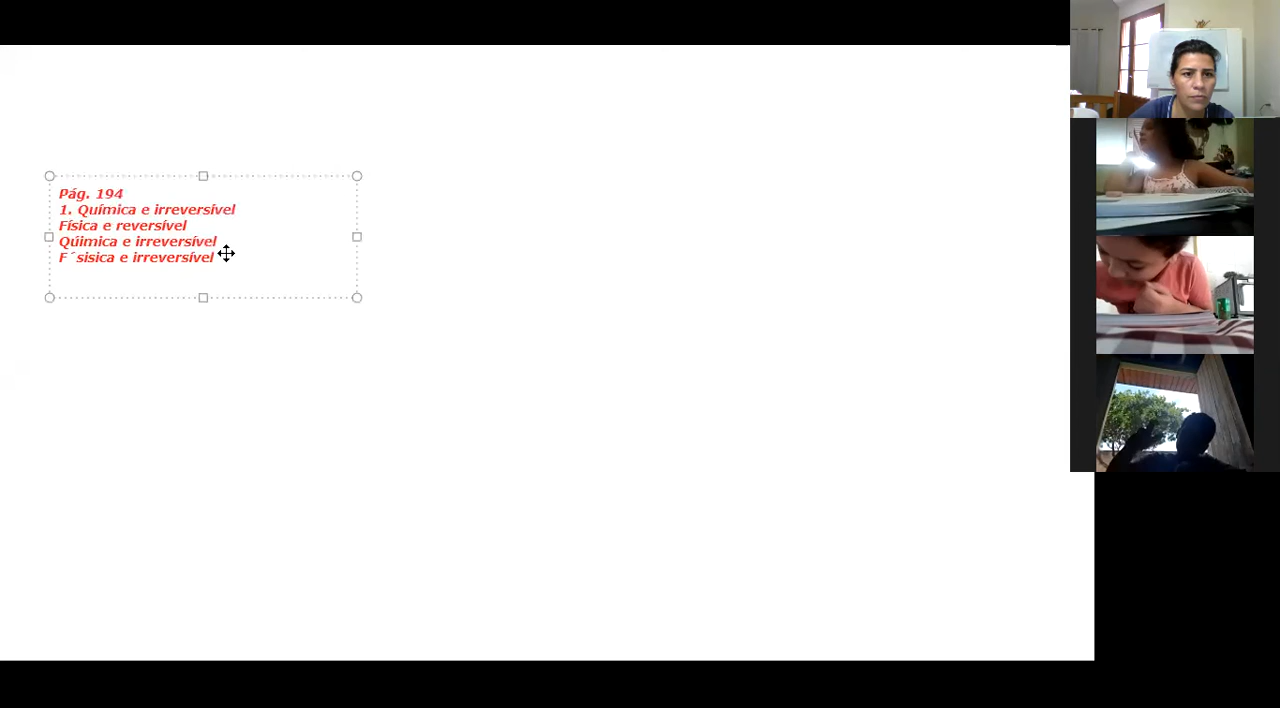 Pág. 194
1. Química e irreversível
Física e reversível
Qúimica e irreversível
F´sisica e irreversível